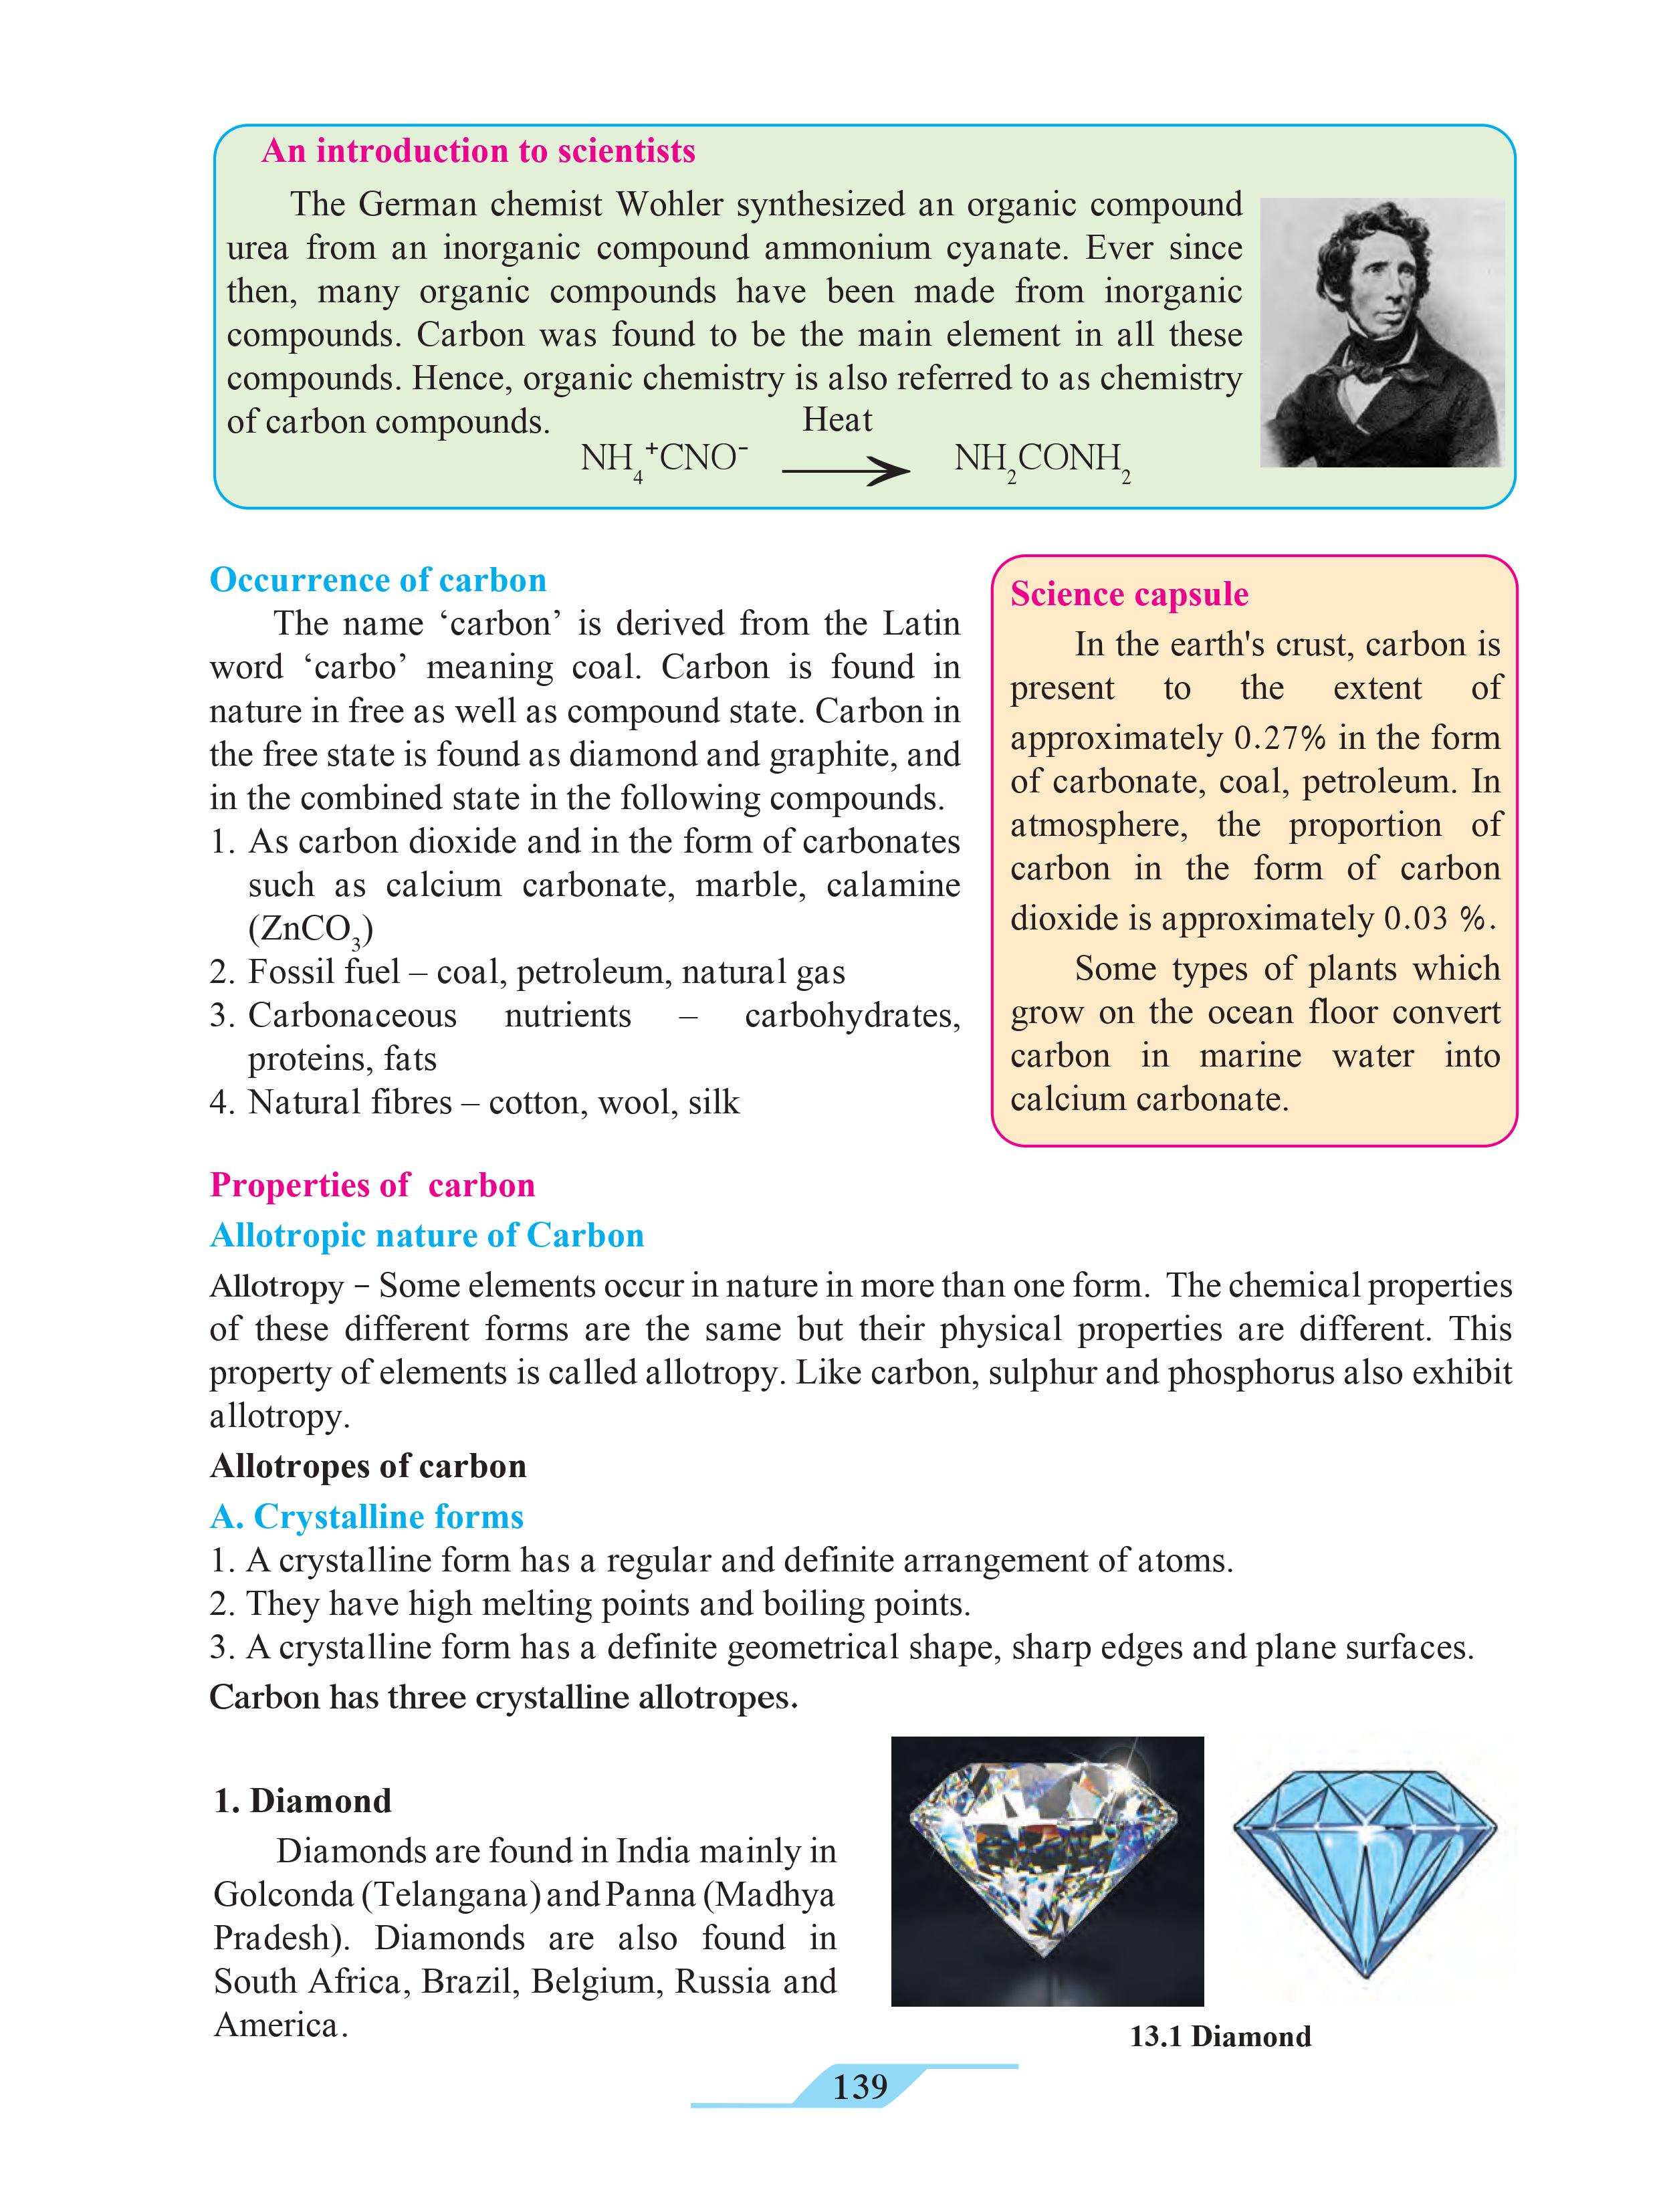 An introduction to scientists
The German chemist Wohler synthesized an organic compound
urea from an inorganic compound ammonium cyanate. Ever since
then, many organic compounds have been made from inorganic
compounds. Carbon was found to be the main element in all these
compounds. Hence, organic chemistry is also referred to as chemistry
of carbon compounds.
Heat
NH₄⁺CNO⁻ ⟶ NH₂CONH₂
Occurrence of carbon
The name ‘carbon’ is derived from the Latin
word ‘carbo’ meaning coal. Carbon is found in
nature in free as well as compound state. Carbon in
the free state is found as diamond and graphite, and
in the combined state in the following compounds.
1. As carbon dioxide and in the form of carbonates
such as calcium carbonate, marble, calamine
(ZnCO₃)
2. Fossil fuel – coal, petroleum, natural gas
3. Carbonaceous nutrients – carbohydrates,
proteins, fats
4. Natural fibres – cotton, wool, silk
Science capsule
In the earth's crust, carbon is
present to the extent of
approximately 0.27% in the form
of carbonate, coal, petroleum. In
atmosphere, the proportion of
carbon in the form of carbon
dioxide is approximately 0.03 %.
Some types of plants which
grow on the ocean floor convert
carbon in marine water into
calcium carbonate.
Properties of carbon
Allotropic nature of Carbon
Allotropy – Some elements occur in nature in more than one form. The chemical properties
of these different forms are the same but their physical properties are different. This
property of elements is called allotropy. Like carbon, sulphur and phosphorus also exhibit
allotropy.
Allotropes of carbon
A. Crystalline forms
1. A crystalline form has a regular and definite arrangement of atoms.
2. They have high melting points and boiling points.
3. A crystalline form has a definite geometrical shape, sharp edges and plane surfaces.
Carbon has three crystalline allotropes.
1. Diamond
Diamonds are found in India mainly in
Golconda (Telangana) and Panna (Madhya
Pradesh). Diamonds are also found in
South Africa, Brazil, Belgium, Russia and
America.
13.1 Diamond
139